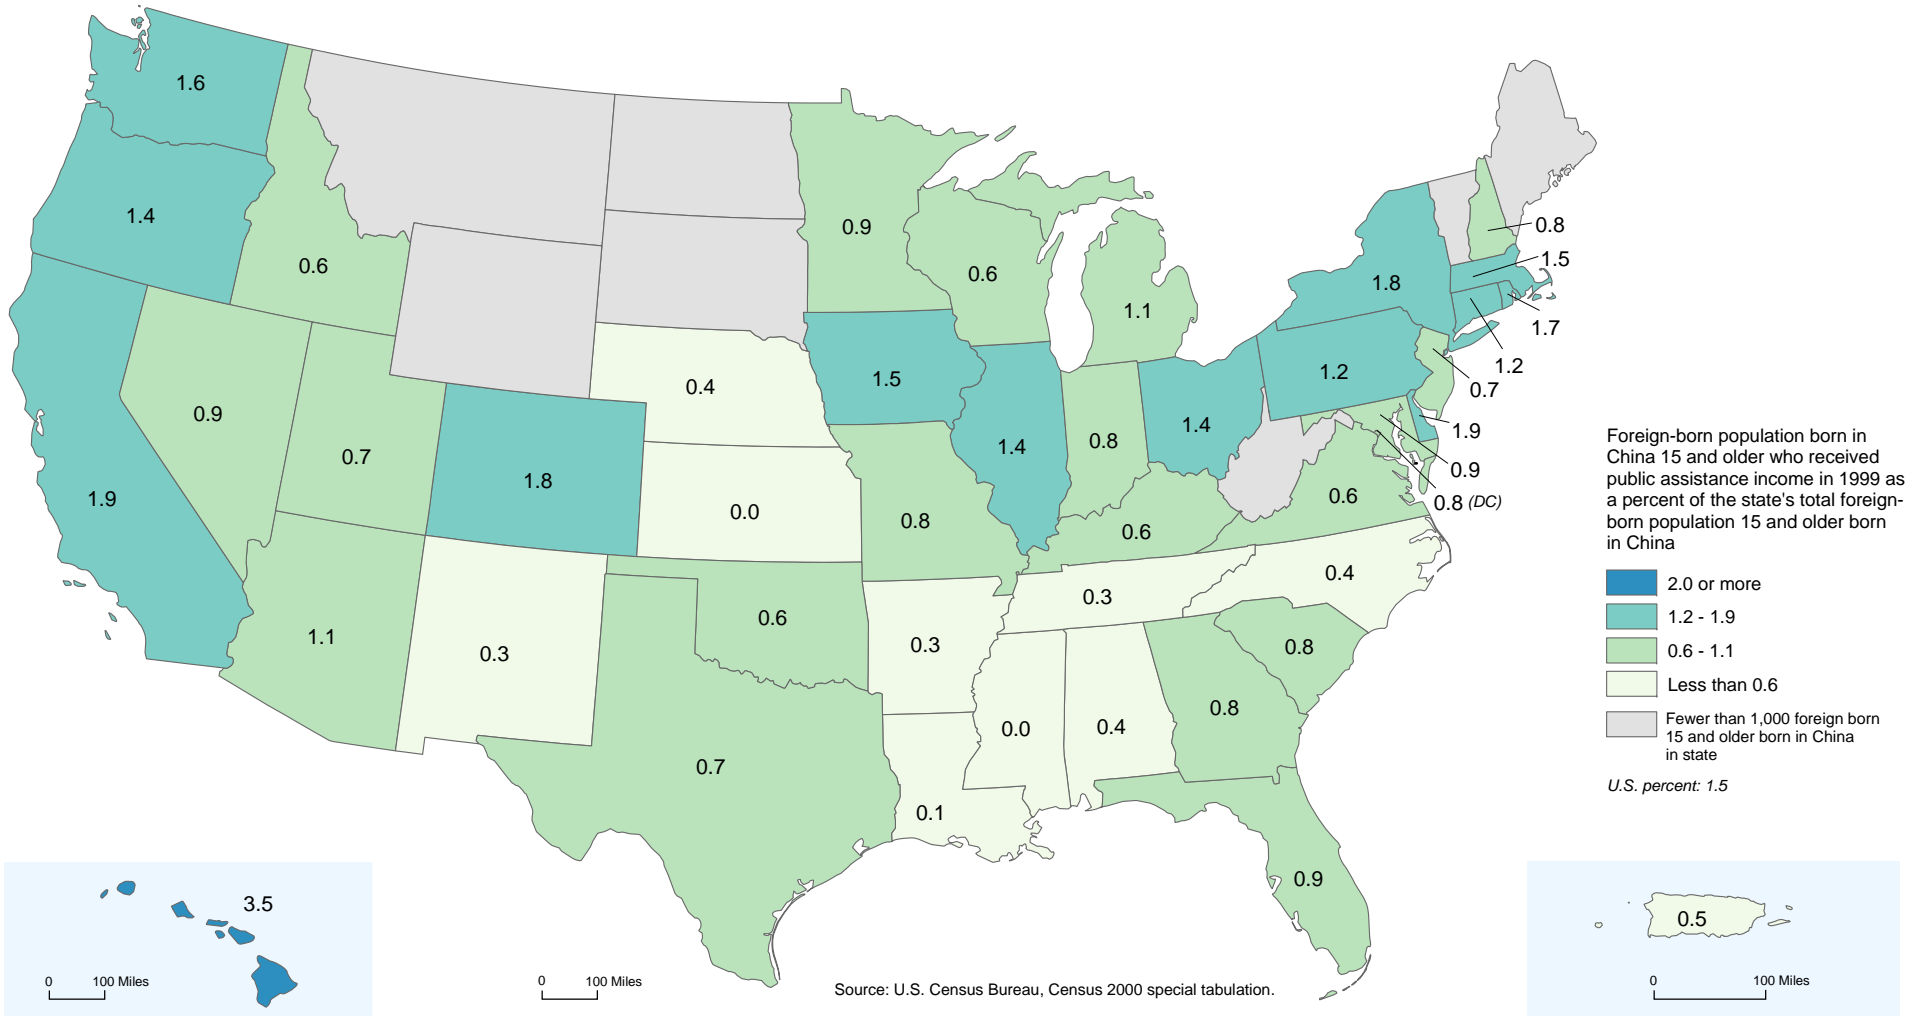 1.6
1.4
0.6
0.9
0.6
1.1
0.8
1.5
1.8
1.7
1.2
1.2
0.7
1.9
0.9
0.8 (DC)
0.4
1.5
1.4
0.8
1.4
0.9
0.7
1.8
1.9
0.0
0.8
0.6
0.6
0.4
0.3
1.1
0.3
0.6
0.3
0.8
0.0
0.4
0.8
0.7
0.1
0.9
3.5
0.5
Foreign-born population born in
China 15 and older who received
public assistance income in 1999 as
a percent of the state's total foreign-
born population 15 and older born
in China
2.0 or more
1.2 - 1.9
0.6 - 1.1
Less than 0.6
Fewer than 1,000 foreign born
15 and older born in China
in state
U.S. percent: 1.5
0 100 Miles
0 100 Miles
Source: U.S. Census Bureau, Census 2000 special tabulation.
0 100 Miles